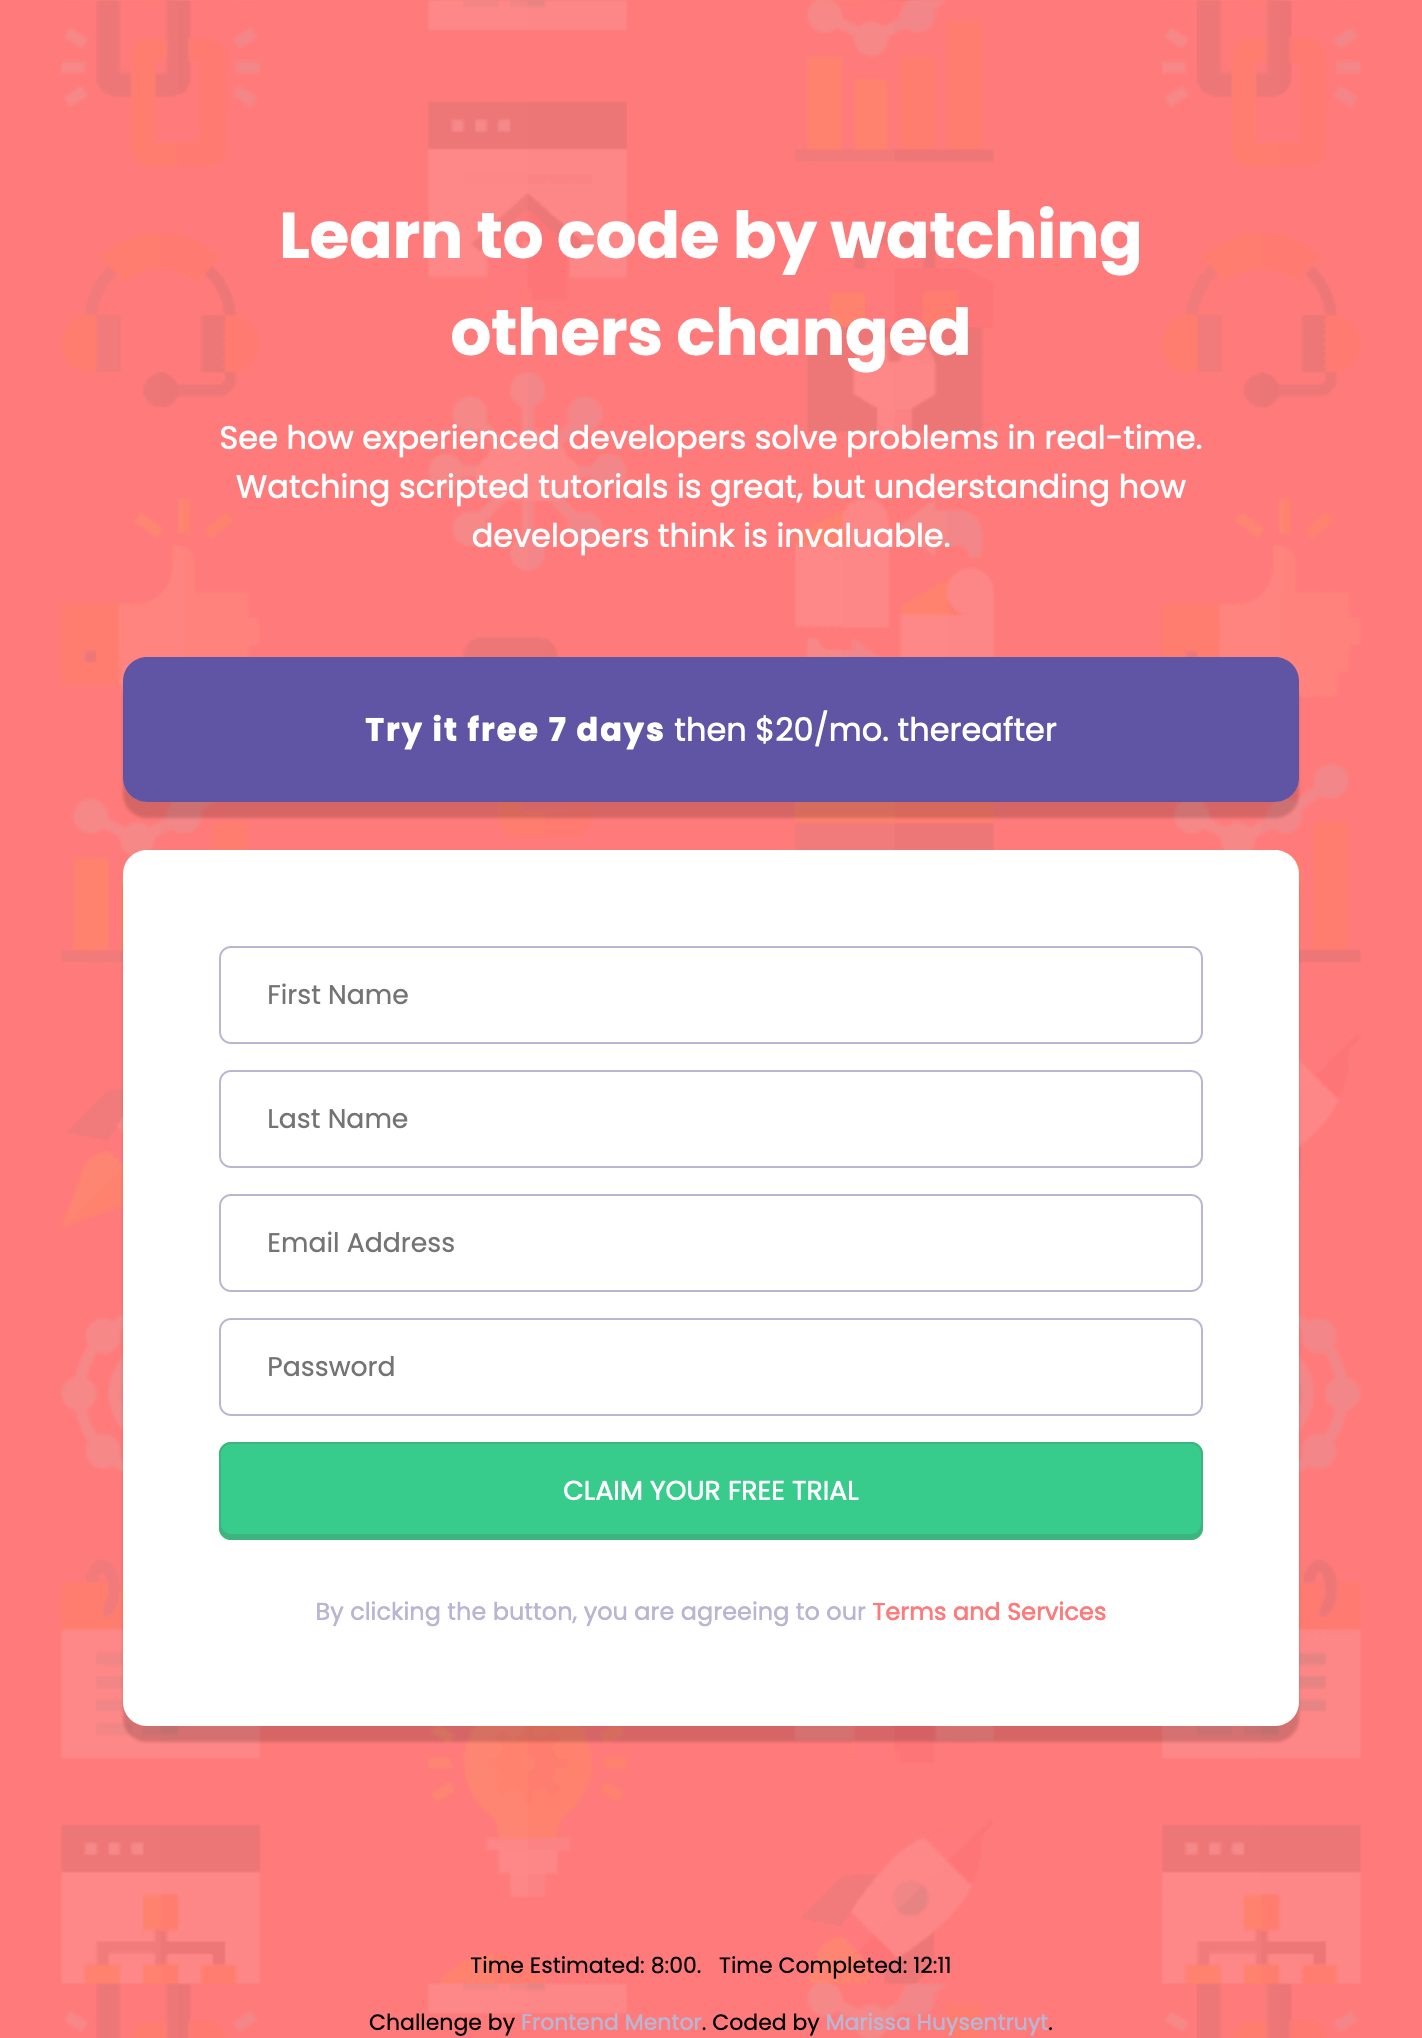 Learn to code by watching
others changed
See how experienced developers solve problems in real-time.
Watching scripted tutorials is great, but understanding how
developers think is invaluable.
Try it free 7 days then $20/mo. thereafter
First Name
Last Name
Email Address
Password
CLAIM YOUR FREE TRIAL
By clicking the button, you are agreeing to our Terms and Services
Time Estimated: 8:00. Time Completed: 12:11
Challenge by Frontend Mentor. Coded by Marissa Huysentruyt.